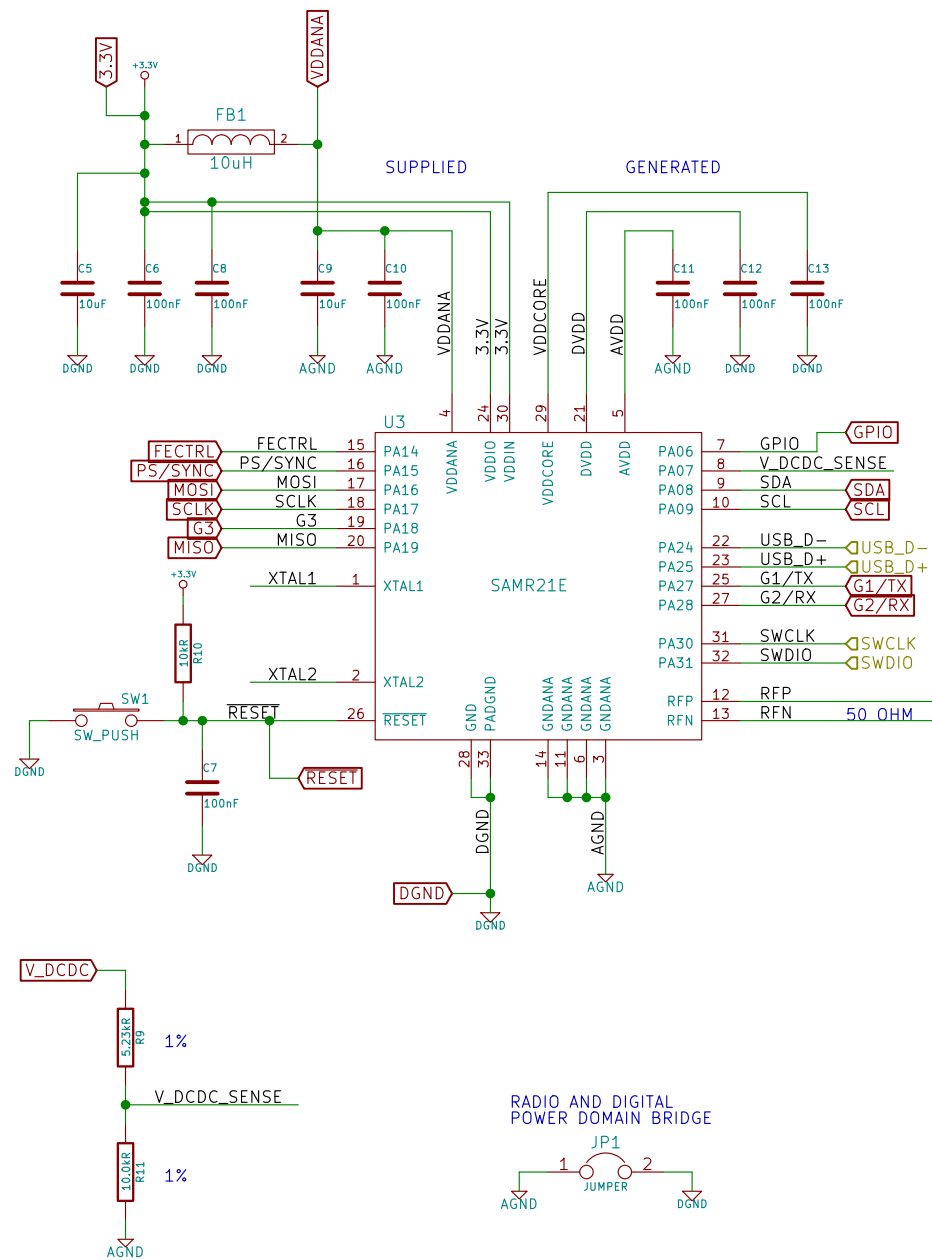 3.3V
+3.3V
VDDANA
FB1
1
2
10uH
SUPPLIED
GENERATED
C5
10uF
C6
100nF
C8
100nF
C9
10uF
C10
100nF
C11
100nF
C12
100nF
C13
100nF
DGND
DGND
DGND
AGND
AGND
AGND
DGND
DGND
VDDANA
3.3V
3.3V
VDDCORE
DVDD
AVDD
4
24
30
29
21
5
U3
VDDANA
VDDIO
VDDIN
VDDCORE
DVDD
AVDD
FECTRL
FECTRL
15
PA14
PS/SYNC
PS/SYNC
16
PA15
MOSI
MOSI
17
PA16
SCLK
SCLK
18
PA17
G3
G3
19
PA18
MISO
MISO
20
PA19
XTAL1
1
XTAL1
XTAL2
2
XTAL2
RESET
26
RESET
SAMR21E
PA06
7
GPIO
GPIO
PA07
8
V_DCDC_SENSE
PA08
9
SDA
SDA
PA09
10
SCL
SCL
PA24
22
USB_D-
USB_D-
PA25
23
USB_D+
USB_D+
PA27
25
G1/TX
G1/TX
PA28
27
G2/RX
G2/RX
PA30
31
SWCLK
SWCLK
PA31
32
SWDIO
SWDIO
RFP
12
RFP
RFN
13
RFN
50 OHM
+3.3V
10kR
R10
SW1
SW_PUSH
DGND
C7
100nF
DGND
RESET
GND
PADGND
GNDANA
GNDANA
GNDANA
GNDANA
28
33
14
11
6
3
DGND
AGND
AGND
DGND
DGND
V_DCDC
5.23kR
R9
1%
V_DCDC_SENSE
10.0kR
R11
1%
AGND
RADIO AND DIGITAL
POWER DOMAIN BRIDGE
JP1
1
2
JUMPER
AGND
DGND